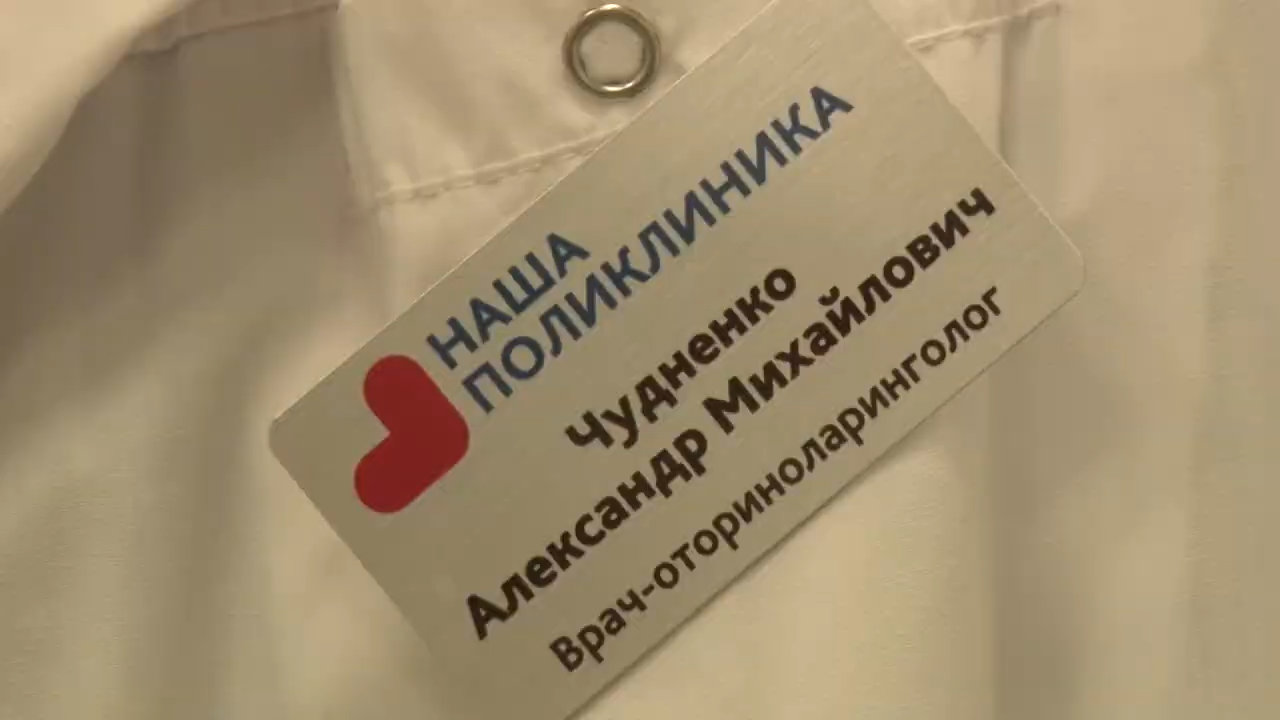 НАША
ПОЛИКЛИНИКА
Чудненко
Александр Михайлович
Врач-оториноларинголог